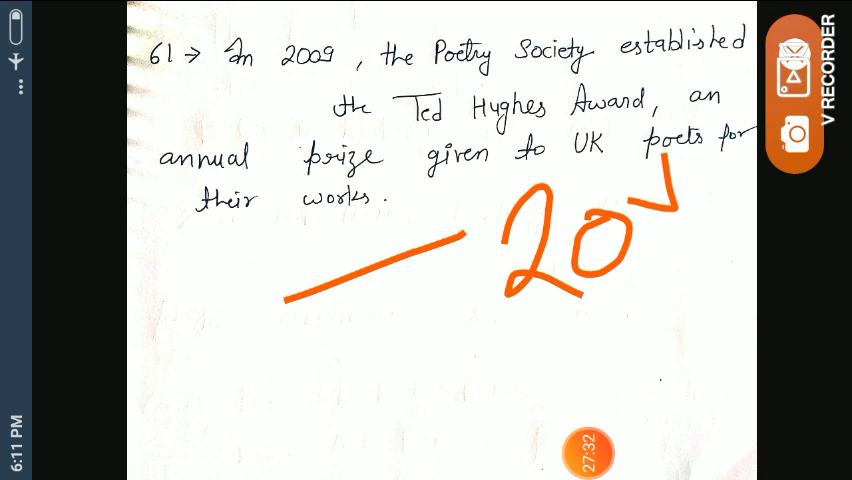 61 → In 2009, the Poetry Society established
the Ted Hughes Award, an
annual prize given to UK poets for
their works.
20
V RECORDER
27:32
6:11 PM